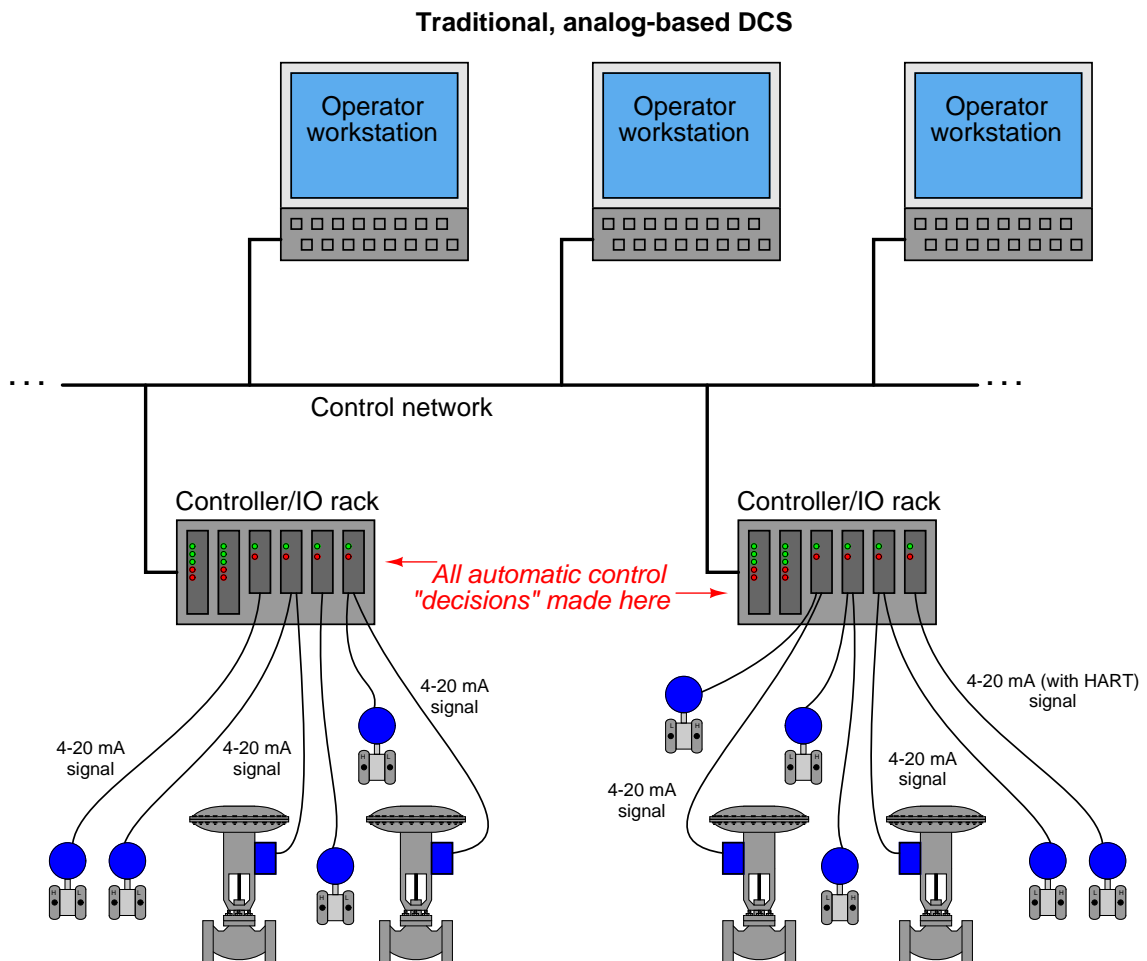 Traditional, analog-based DCS
Operator
workstation
Operator
workstation
Operator
workstation
. . .
. . .
Control network
Controller/IO rack
Controller/IO rack
All automatic control
"decisions" made here
4-20 mA
signal
4-20 mA (with HART)
signal
4-20 mA
signal
4-20 mA
signal
4-20 mA
signal
4-20 mA
signal
L H
L H
H L
H L
H L
H L
L H
L H
L H